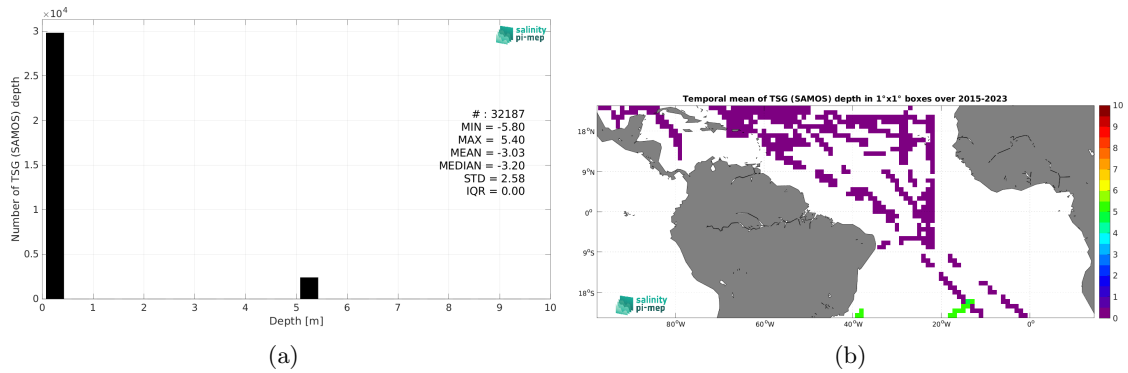 ×10⁴
salinity
pi-mep
3
2.5
2
1.5
1
0.5
0
Number of TSG (SAMOS) depth
# : 32187
MIN = -5.80
MAX = 5.40
MEAN = -3.03
MEDIAN = -3.20
STD = 2.58
IQR = 0.00
0 1 2 3 4 5 6 7 8 9 10
Depth [m]
(a)
Temporal mean of TSG (SAMOS) depth in 1°x1° boxes over 2015-2023
18°N
9°N
0°
9°S
18°S
80°W 60°W 40°W 20°W 0°
salinity
pi-mep
10
9
8
7
6
5
4
3
2
1
0
(b)